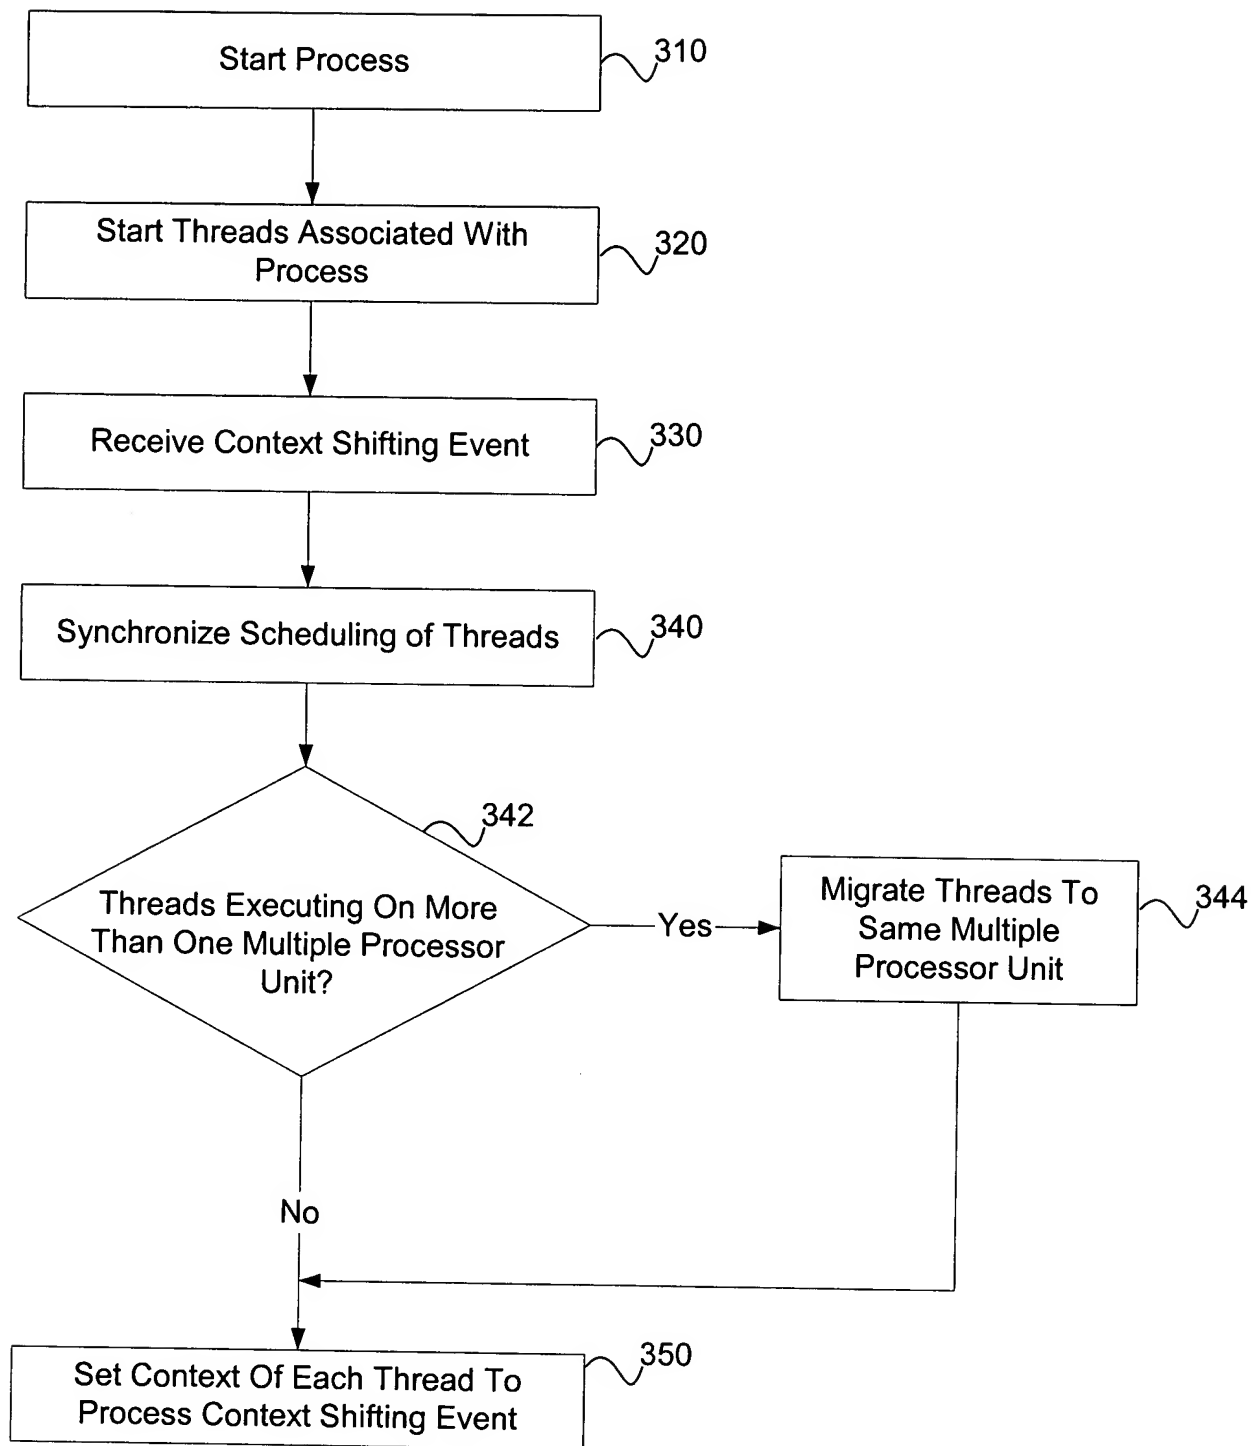 Start Process
310
Start Threads Associated With
Process
320
Receive Context Shifting Event
330
Synchronize Scheduling of Threads
340
342
Threads Executing On More
Than One Multiple Processor
Unit?
Yes
Migrate Threads To
Same Multiple
Processor Unit
344
No
Set Context Of Each Thread To
Process Context Shifting Event
350